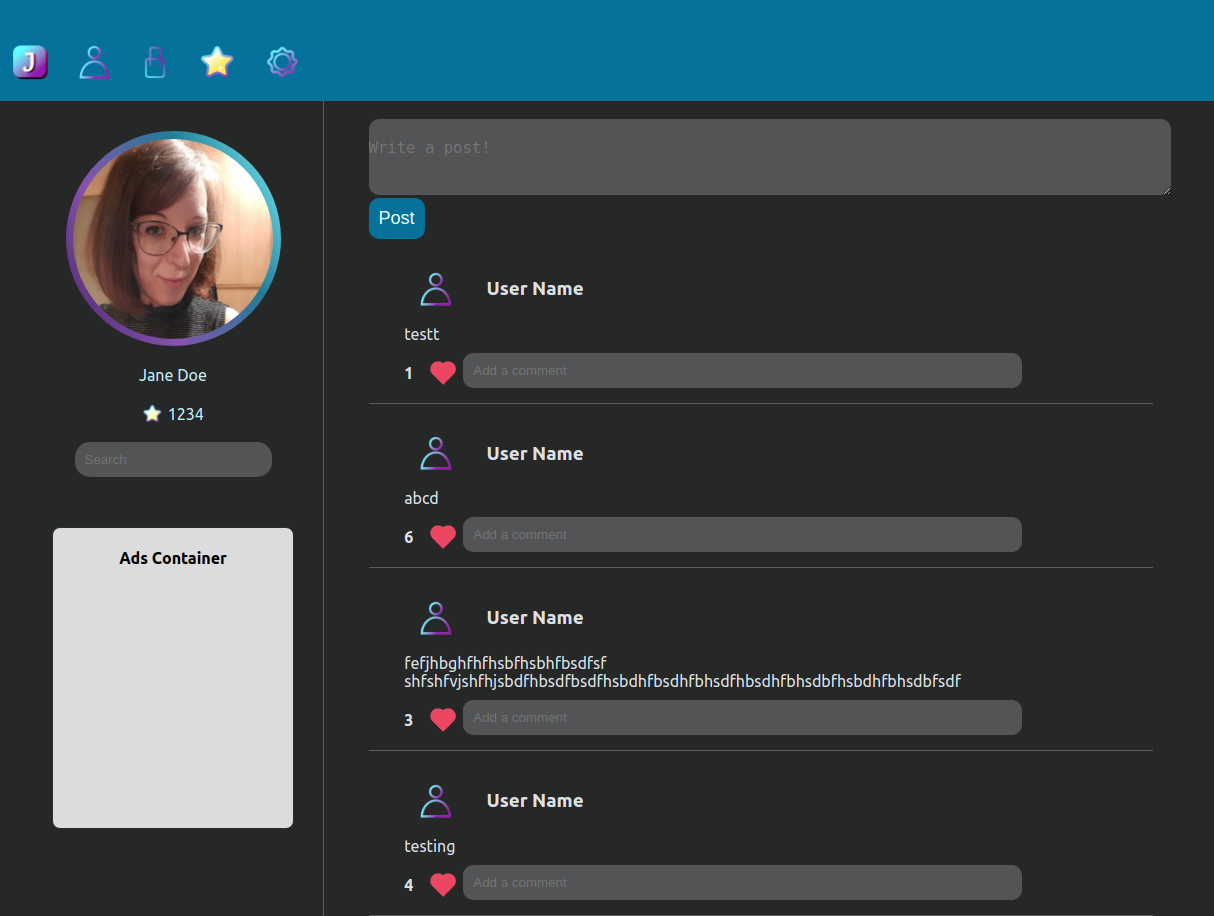 J
Write a post!
Post
Jane Doe
1234
Search
Ads Container
User Name
testt
1
Add a comment
User Name
abcd
6
Add a comment
User Name
fefjhbghfhfhsbfhsbhfbsdfsf
shfshfvjshfhjsbdfhbsdfbsdfhsbdhfbsdhfbhsdfhbsdhfbhsdbfhsbdhfbhsdbfsdf
3
Add a comment
User Name
testing
4
Add a comment